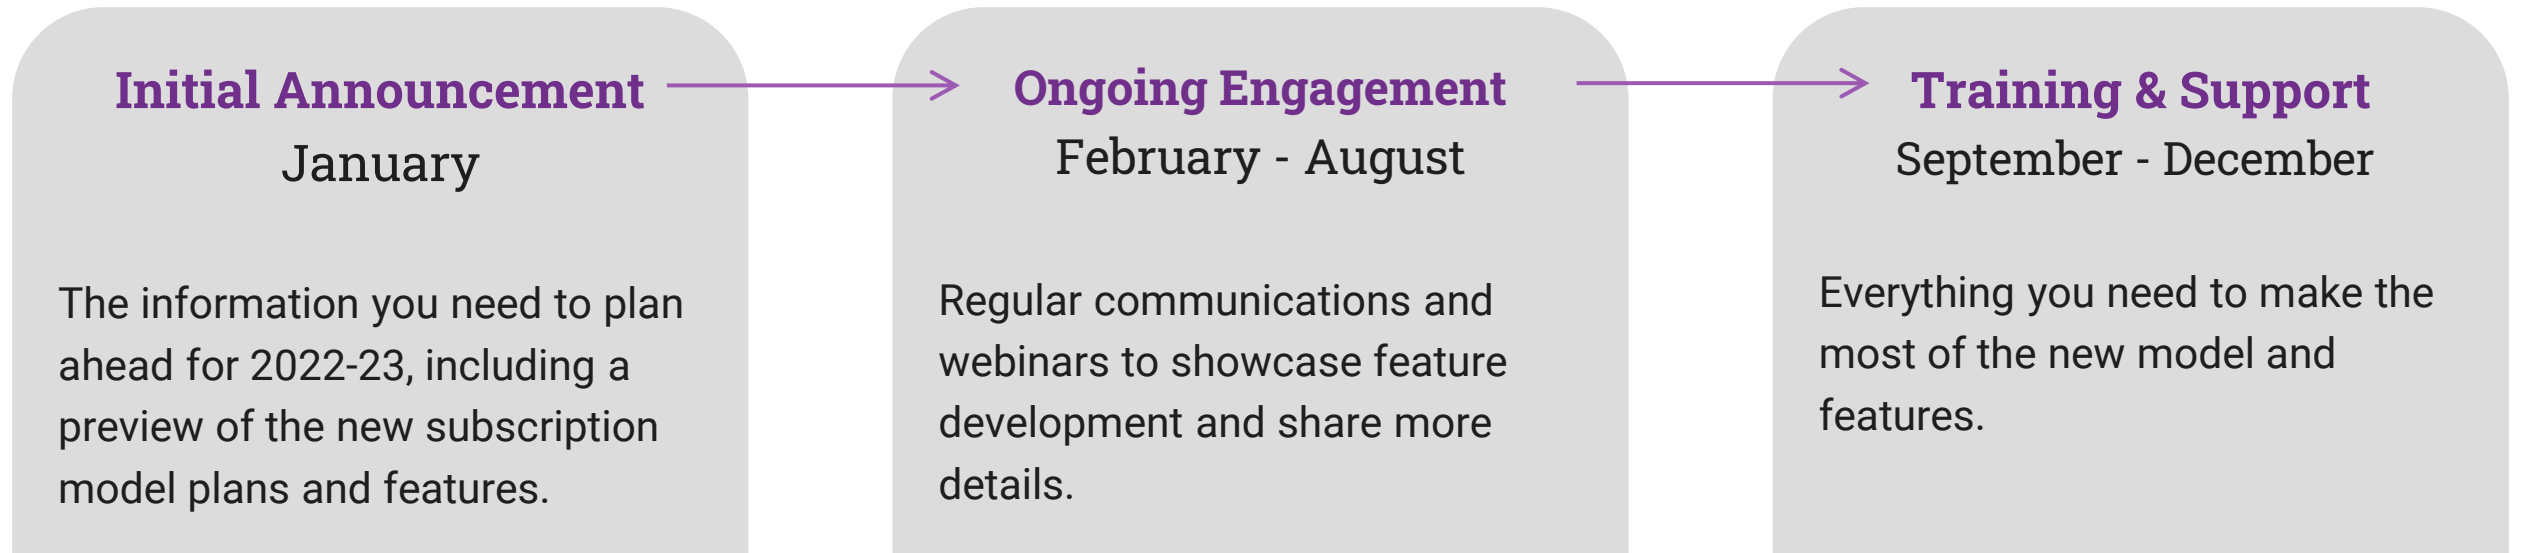 Initial Announcement
January
The information you need to plan
ahead for 2022-23, including a
preview of the new subscription
model plans and features.
Ongoing Engagement
February - August
Regular communications and
webinars to showcase feature
development and share more
details.
Training & Support
September - December
Everything you need to make the
most of the new model and
features.